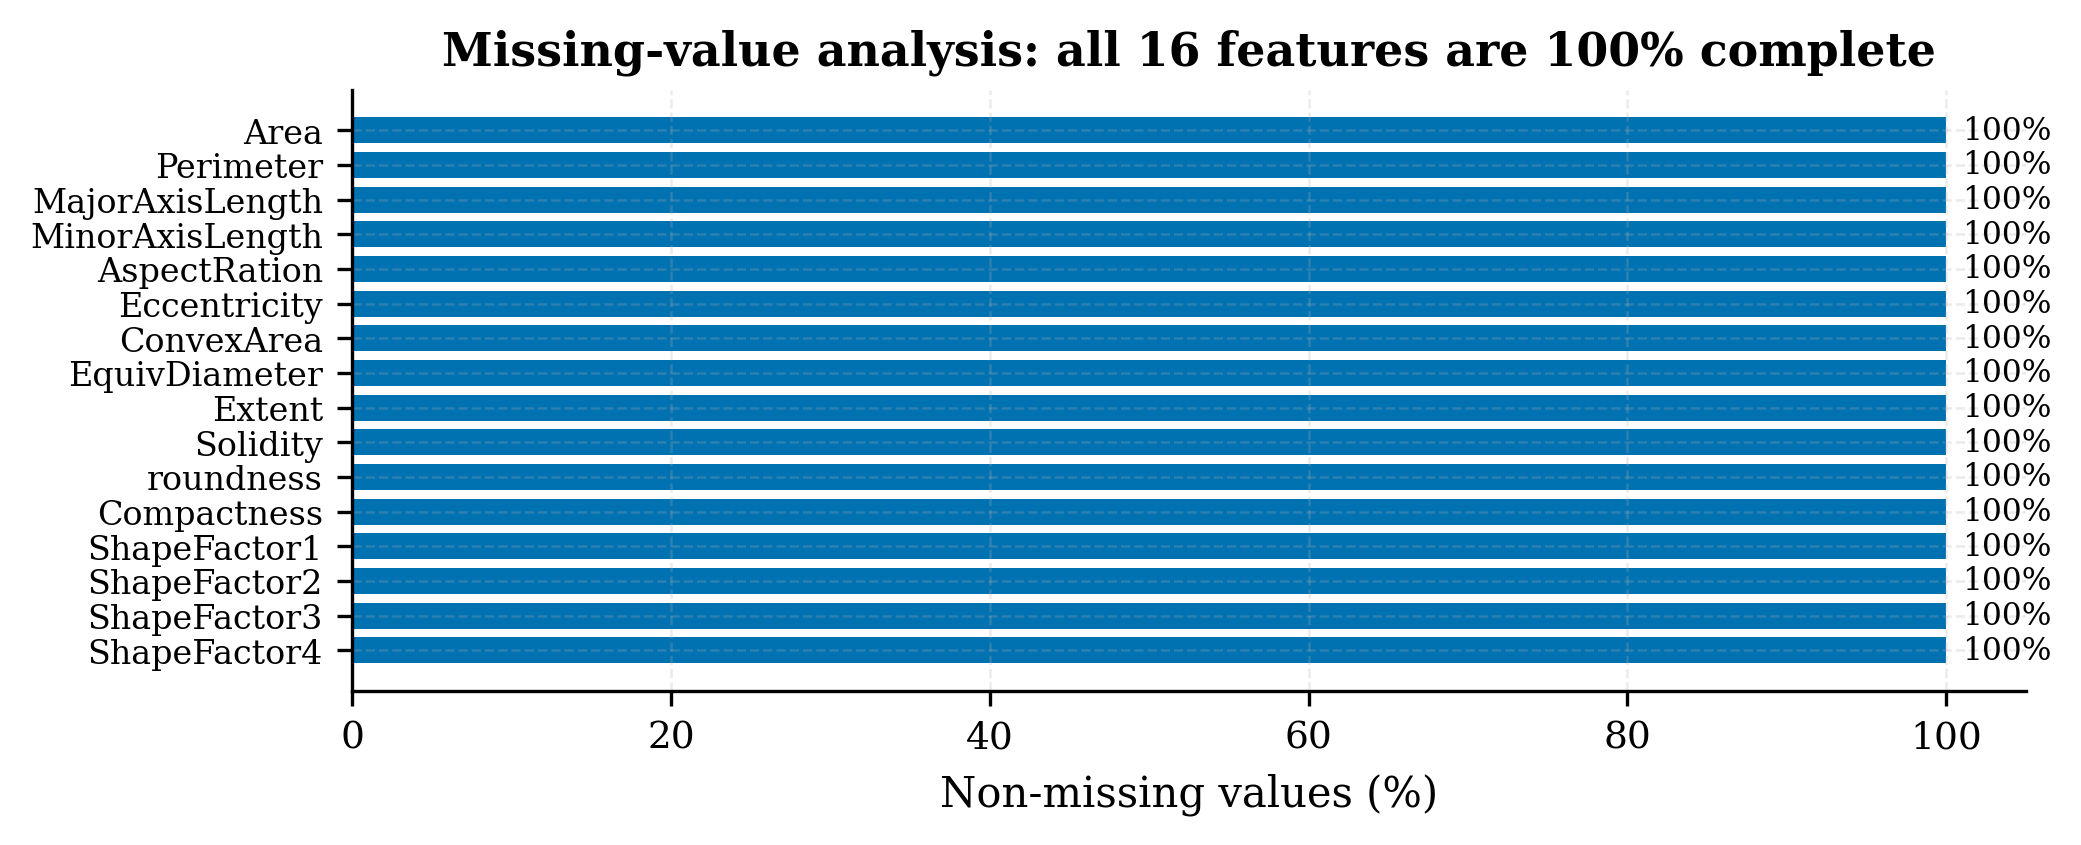 Missing-value analysis: all 16 features are 100% complete
Area 100%
Perimeter 100%
MajorAxisLength 100%
MinorAxisLength 100%
AspectRation 100%
Eccentricity 100%
ConvexArea 100%
EquivDiameter 100%
Extent 100%
Solidity 100%
roundness 100%
Compactness 100%
ShapeFactor1 100%
ShapeFactor2 100%
ShapeFactor3 100%
ShapeFactor4 100%
0 20 40 60 80 100
Non-missing values (%)